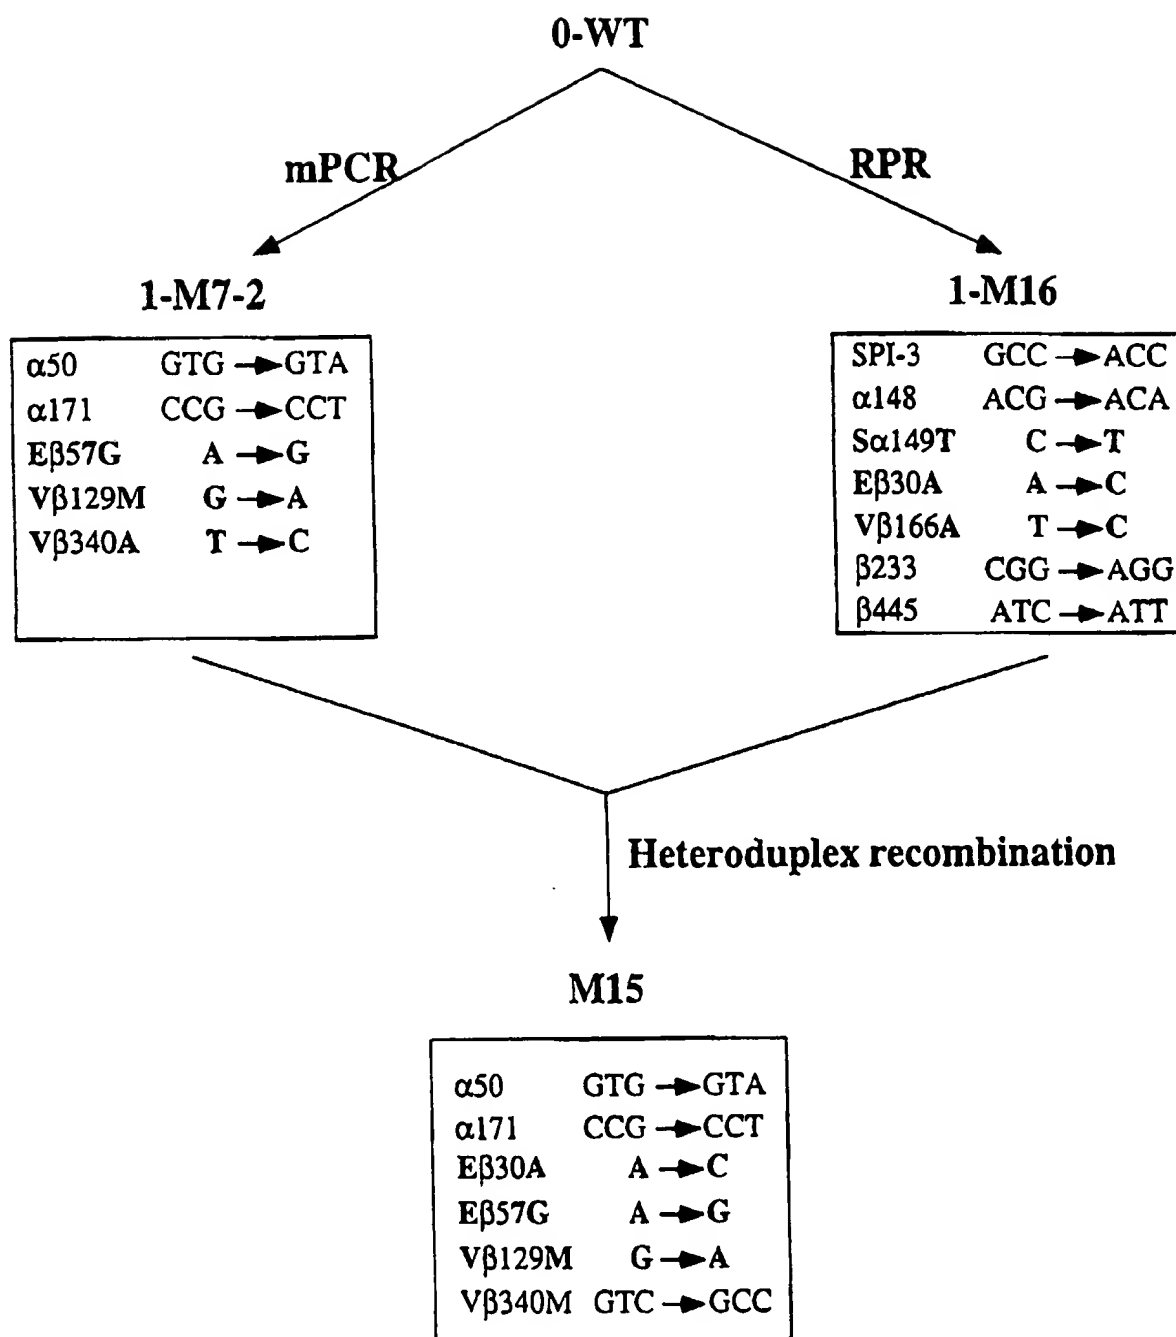 0-WT
mPCR
RPR
1-M7-2
α50 GTG → GTA
α171 CCG → CCT
Eβ57G A → G
Vβ129M G → A
Vβ340A T → C
1-M16
SPI-3 GCC → ACC
α148 ACG → ACA
Sα149T C → T
Eβ30A A → C
Vβ166A T → C
β233 CGG → AGG
β445 ATC → ATT
Heteroduplex recombination
M15
α50 GTG → GTA
α171 CCG → CCT
Eβ30A A → C
Eβ57G A → G
Vβ129M G → A
Vβ340M GTC → GCC